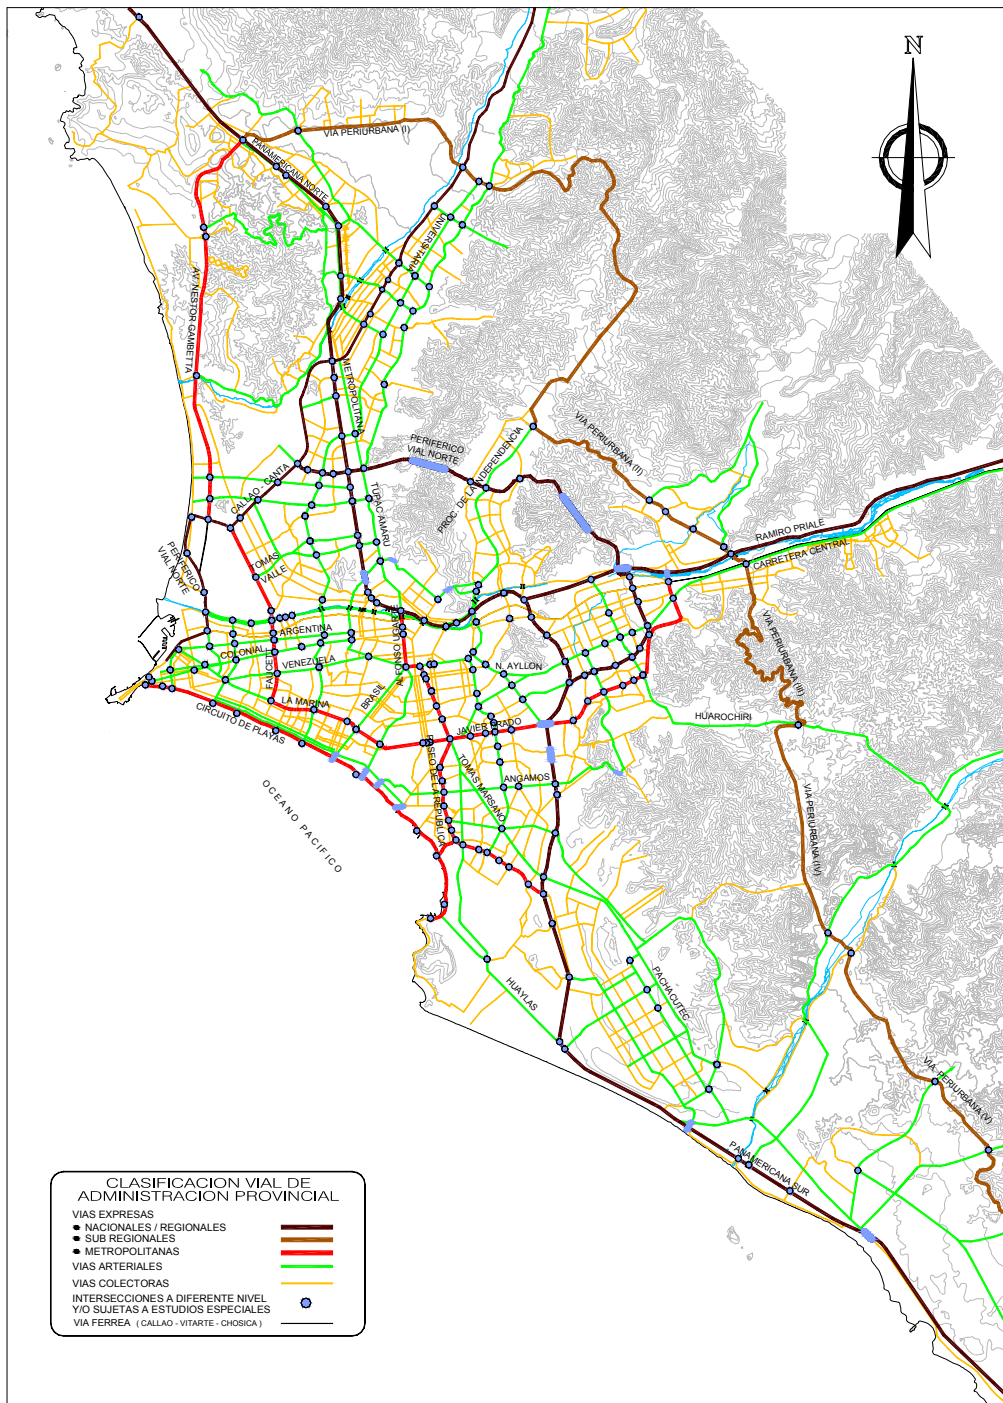 N
VIA PERIURBANA (I)
PANAMERICANA NORTE
UNIVERSITARIA
AV. NESTOR GAMBETTA
METROPOLITANA
PERIFERICO
VIAL NORTE
PROC. DE LA INDEPENDENCIA
VIA PERIURBANA (II)
CALLAO - CANTA
TUPAC AMARU
RAMIRO PRIALE
CARRETERA CENTRAL
PERIFERICO
VIAL NORTE
TOMAS
VALLE
ARGENTINA
COLONIAL
VENEZUELA
FAUCETT
ALFONSO UGARTE
N. AYLLON
VIA PERIURBANA (III)
LA MARINA
BRASIL
CIRCUITO DE PLAYAS
JAVIER PRADO
HUAROCHIRI
PASEO DE LA REPUBLICA
TOMAS MARSANO
ANGAMOS
VIA PERIURBANA (IV)
OCEANO PACIFICO
HUAYLAS
PACHACUTEC
VIA PERIURBANA (V)
PANAMERICANA SUR
CLASIFICACION VIAL DE
ADMINISTRACION PROVINCIAL
VIAS EXPRESAS
NACIONALES / REGIONALES
SUB REGIONALES
METROPOLITANAS
VIAS ARTERIALES
VIAS COLECTORAS
INTERSECCIONES A DIFERENTE NIVEL
Y/O SUJETAS A ESTUDIOS ESPECIALES
VIA FERREA ( CALLAO - VITARTE - CHOSICA )